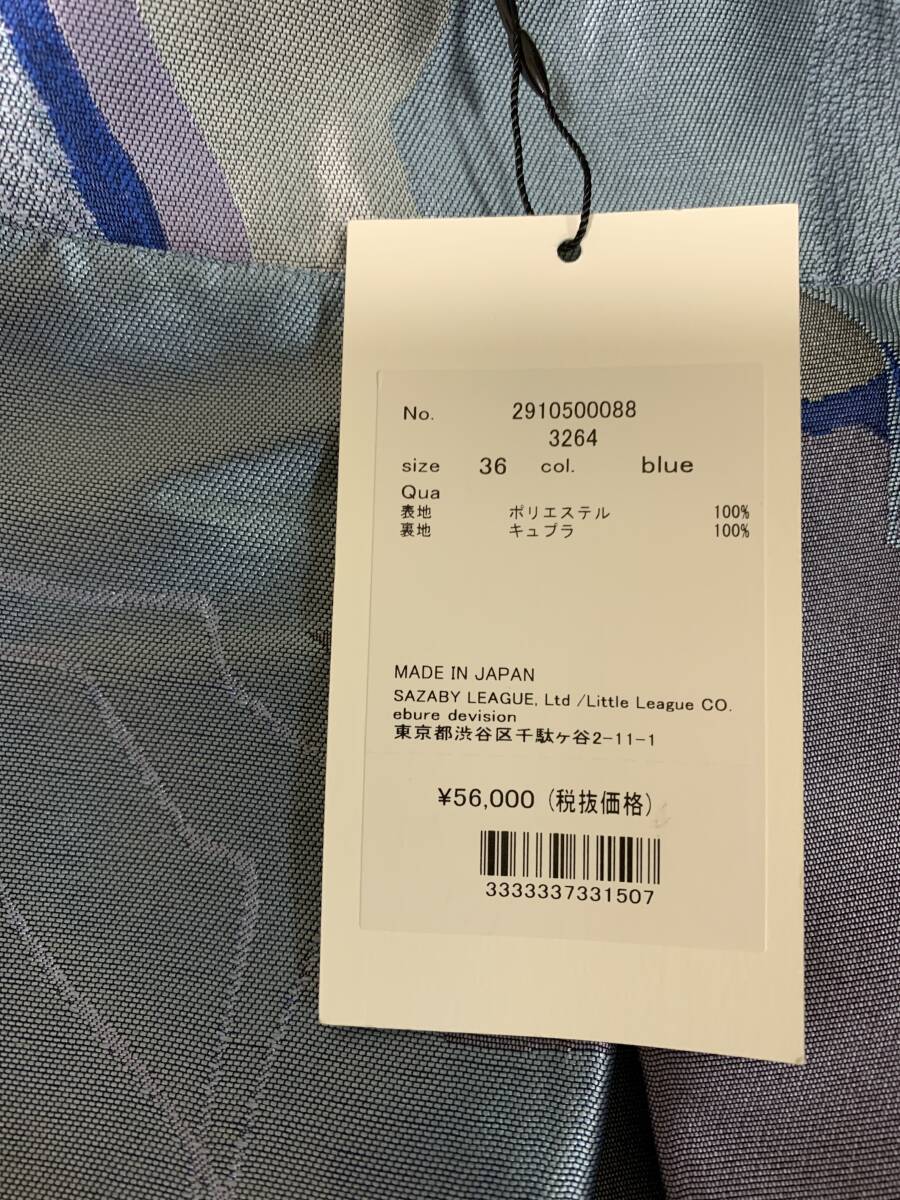 No. 2910500088
3264
size 36 col. blue
Qua
表地 ポリエステル 100%
裏地 キュプラ 100%
MADE IN JAPAN
SAZABY LEAGUE, Ltd /Little League CO.
ebure devision
東京都渋谷区千駄ヶ谷2-11-1
¥56,000 (税抜価格)
3333337331507